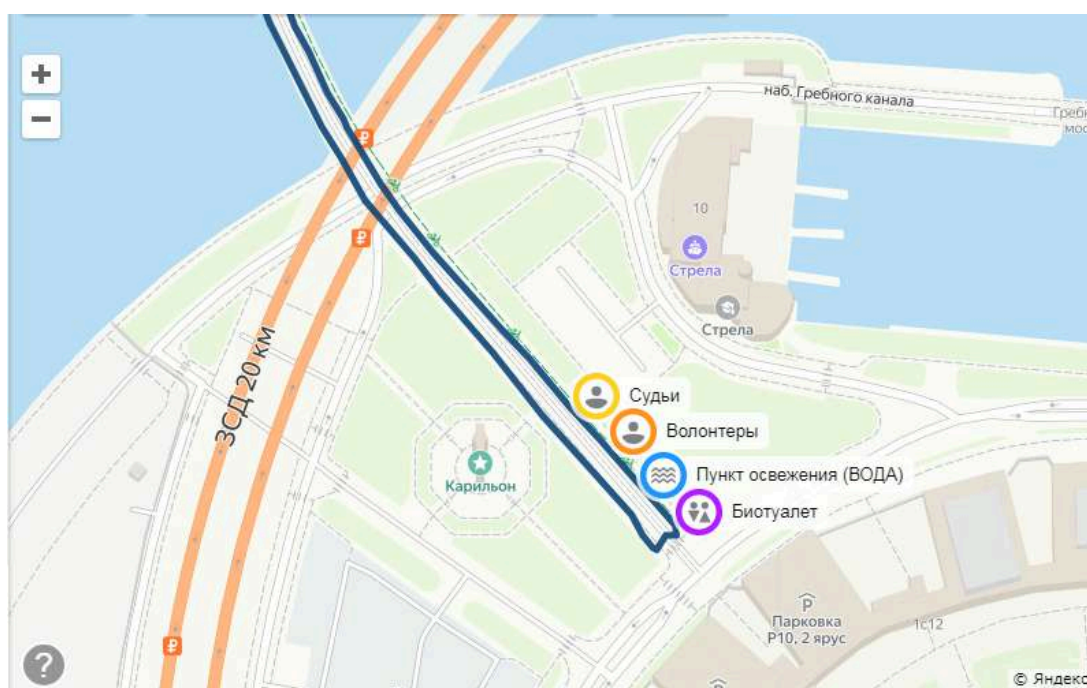 +
наб. Гребного канала
−
₽
10
₽
Стрела
Стрела
ЗСД 20 км
Судьи
Волонтеры
Карильон
Пункт освежения (ВОДА)
Биотуалет
P
Парковка
P10, 2 ярус
1с12
₽
?
© Яндекс